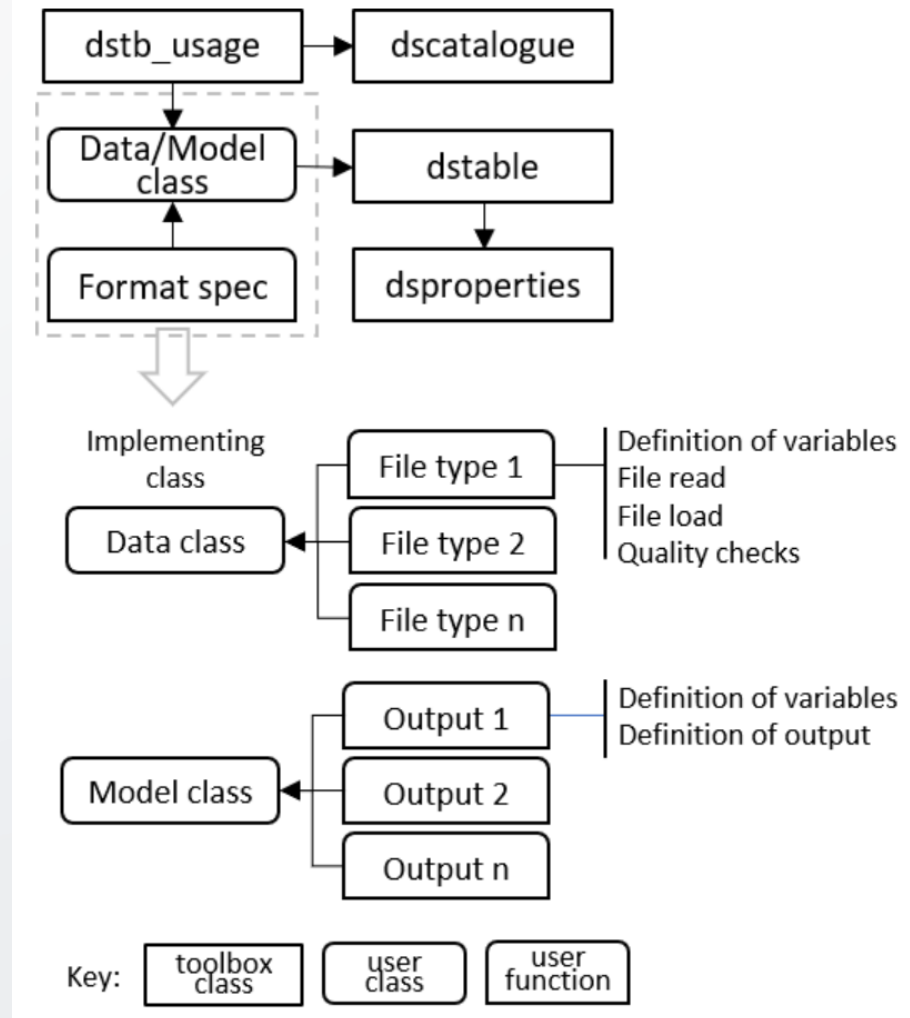 dstb_usage
dscatalogue
Data/Model
class
dstable
Format spec
dsproperties
Implementing
class
Data class
File type 1
File type 2
File type n
Definition of variables
File read
File load
Quality checks
Model class
Output 1
Output 2
Output n
Definition of variables
Definition of output
Key:
toolbox
class
user
class
user
function